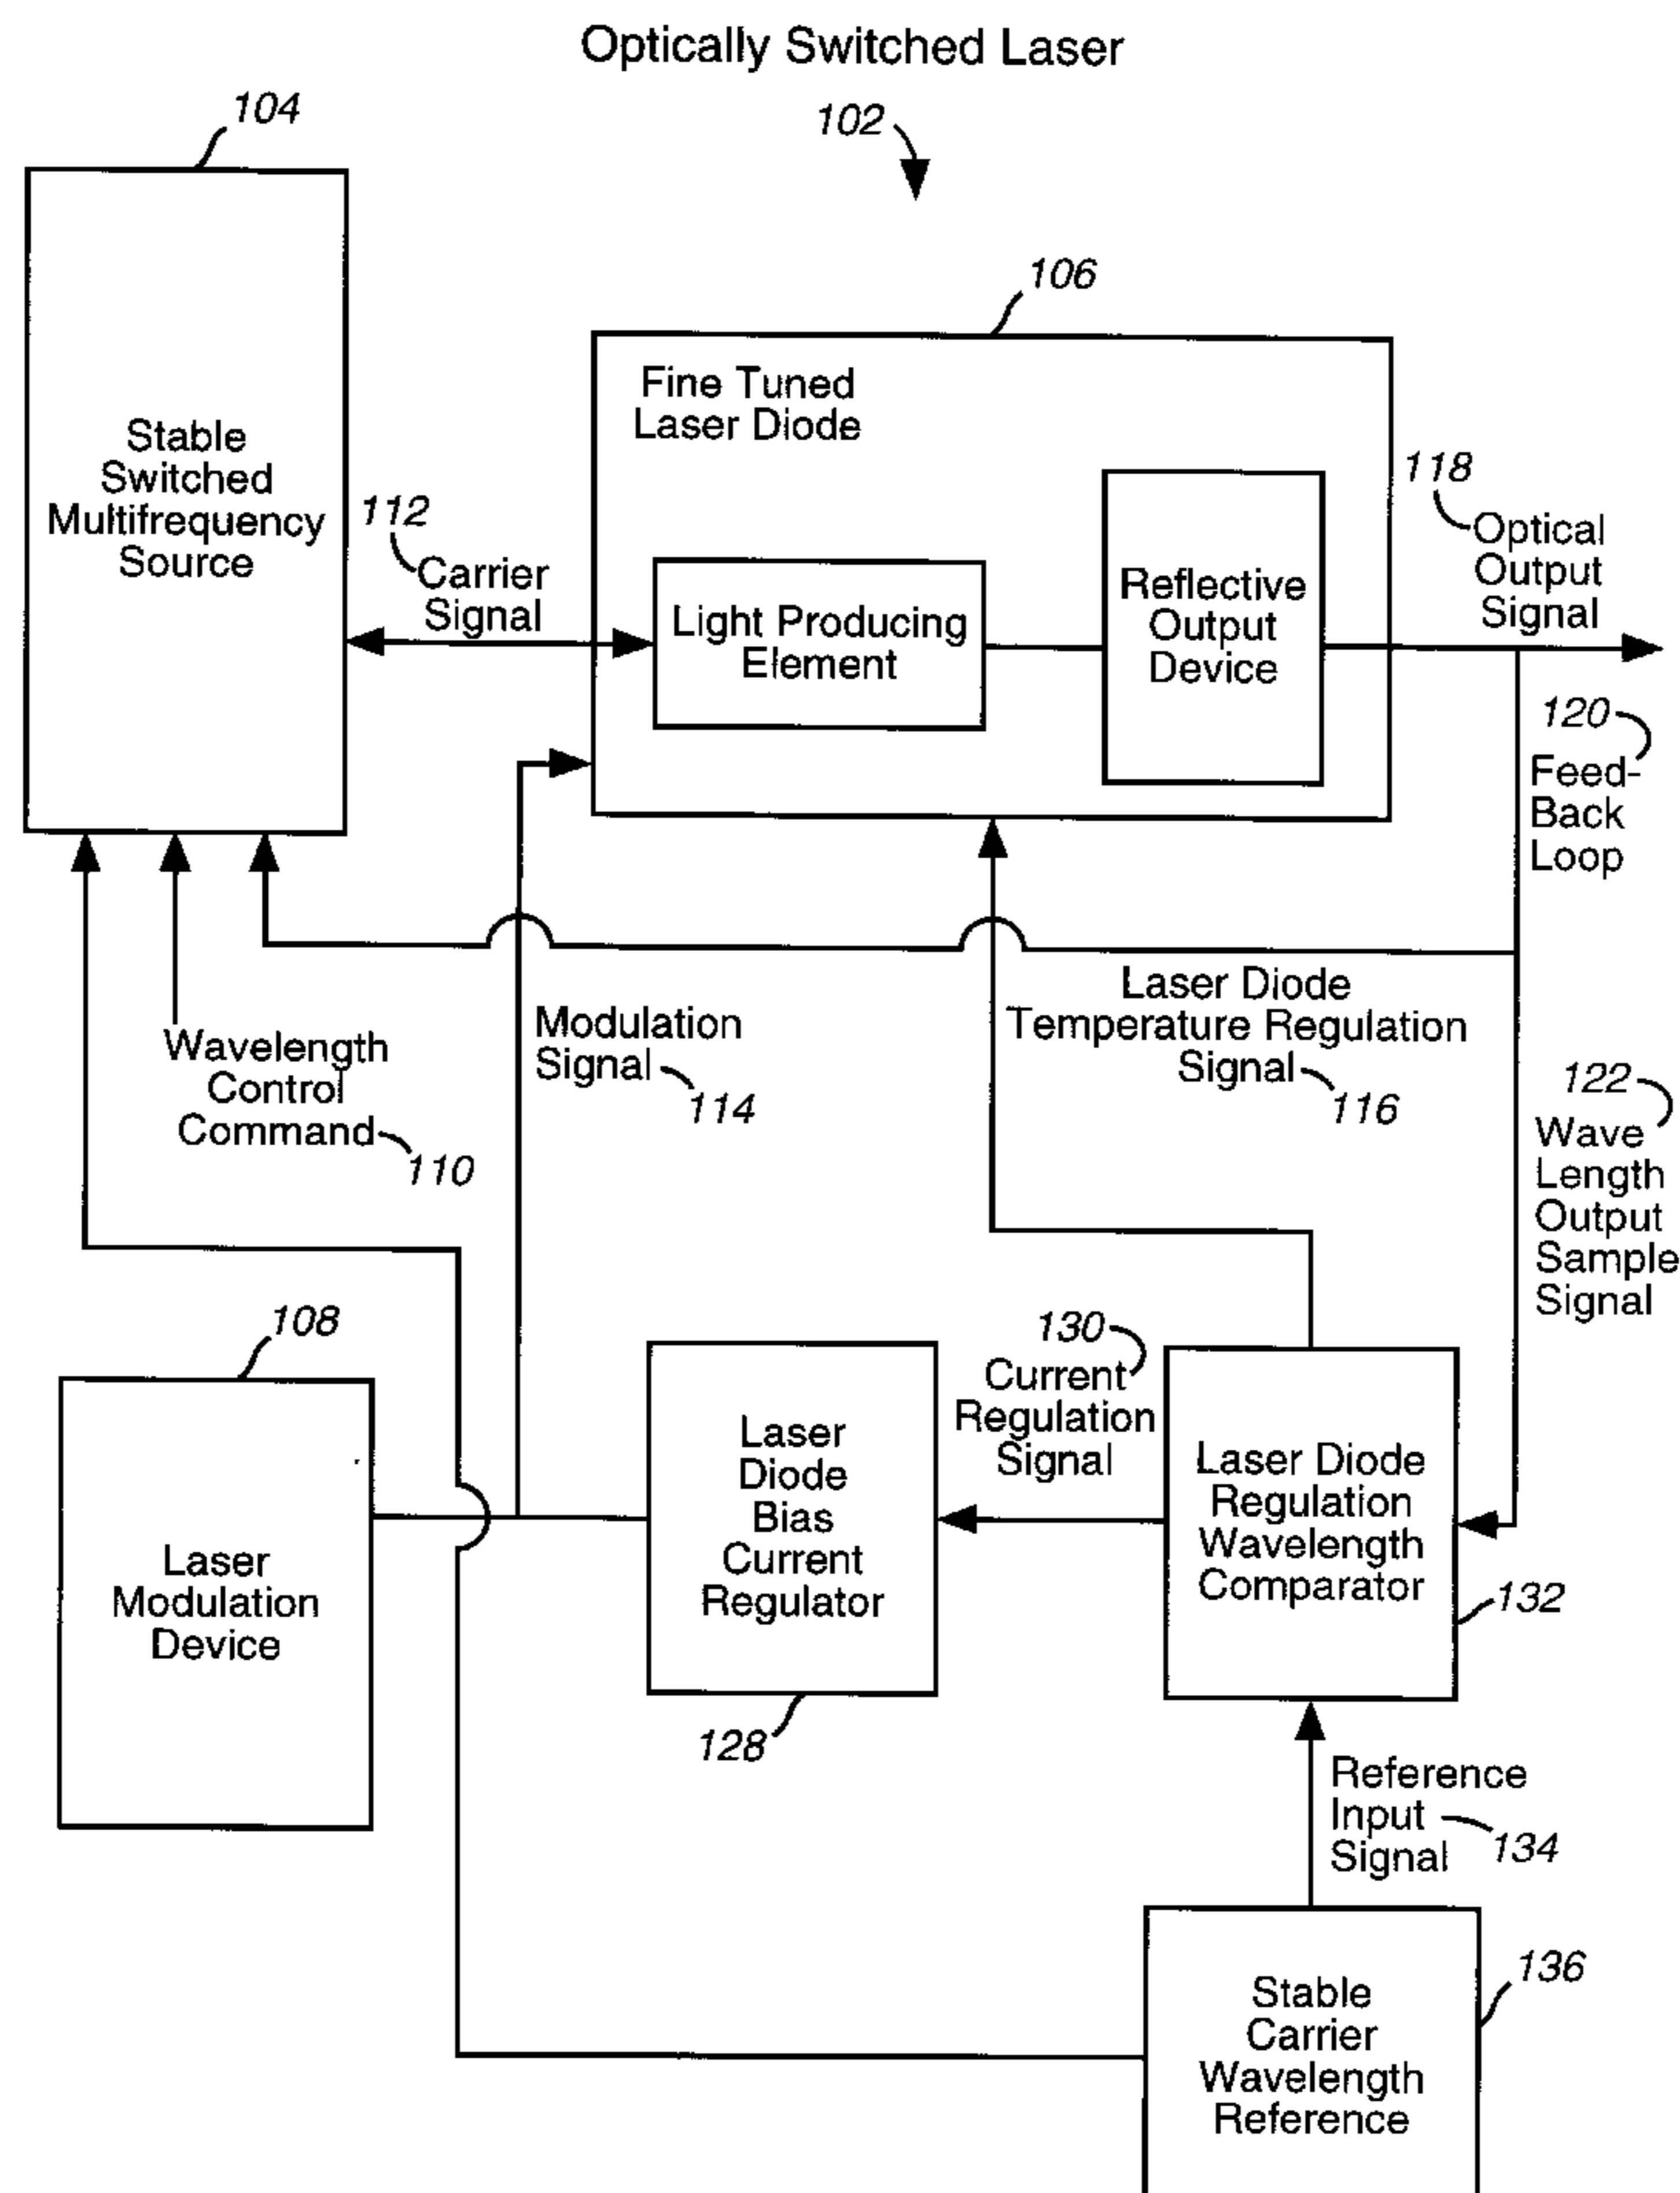 Optically Switched Laser
102
104
Stable
Switched
Multifrequency
Source
112
Carrier
Signal
106
Fine Tuned
Laser Diode
Light Producing
Element
Reflective
Output
Device
118
Optical
Output
Signal
120
Feed-
Back
Loop
Wavelength
Control
Command
110
Modulation
Signal
114
Laser Diode
Temperature Regulation
Signal
116
122
Wave
Length
Output
Sample
Signal
108
Laser
Modulation
Device
Laser
Diode
Bias
Current
Regulator
128
130
Current
Regulation
Signal
Laser Diode
Regulation
Wavelength
Comparator
132
Reference
Input
Signal
134
136
Stable
Carrier
Wavelength
Reference